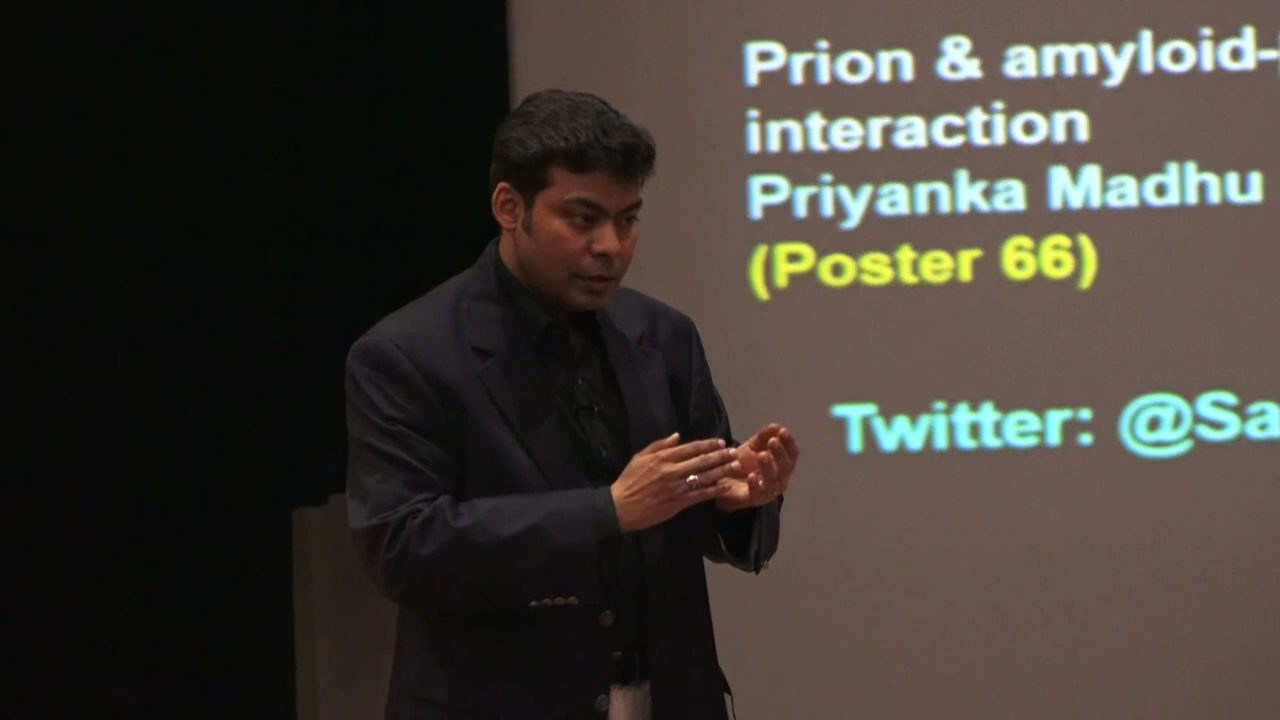 Prion & amyloid-
interaction
Priyanka Madhu
(Poster 66)
Twitter: @Sa